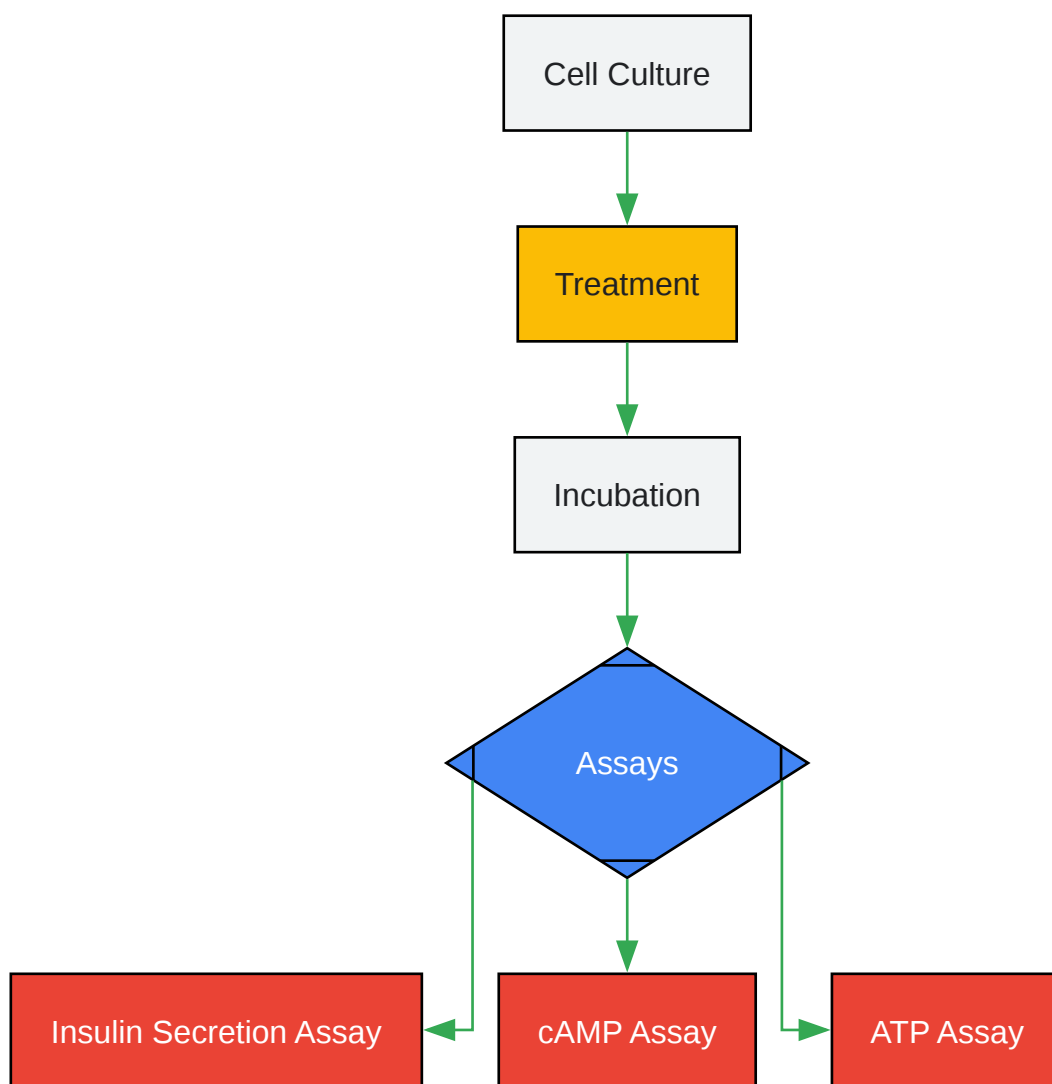 Cell Culture
Treatment
Incubation
Assays
Insulin Secretion Assay
cAMP Assay
ATP Assay